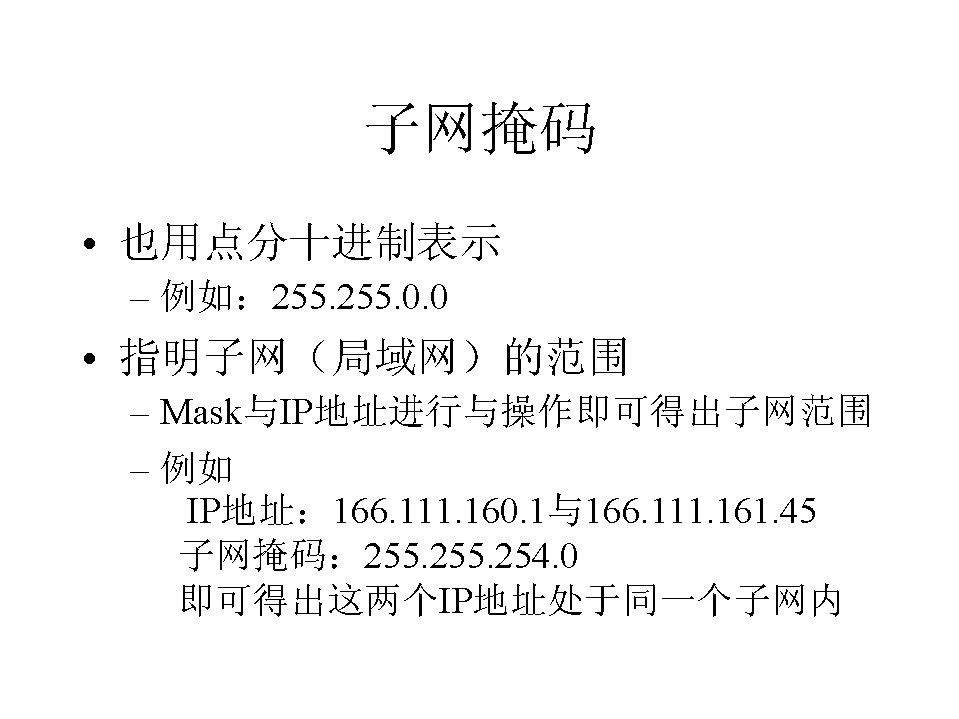 子网掩码
• 也用点分十进制表示
– 例如：255.255.0.0
• 指明子网（局域网）的范围
– Mask与IP地址进行与操作即可得出子网范围
– 例如
IP地址：166.111.160.1与166.111.161.45
子网掩码：255.255.254.0
即可得出这两个IP地址处于同一个子网内